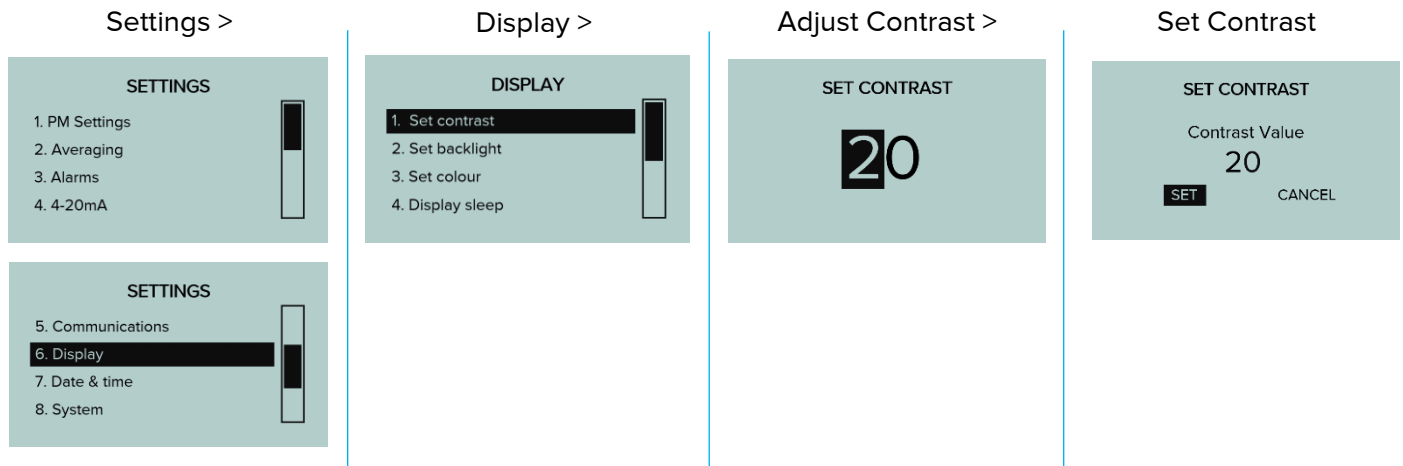 Settings >
SETTINGS
1. PM Settings
2. Averaging
3. Alarms
4. 4-20mA
SETTINGS
5. Communications
6. Display
7. Date & time
8. System
Display >
DISPLAY
1. Set contrast
2. Set backlight
3. Set colour
4. Display sleep
Adjust Contrast >
SET CONTRAST
20
Set Contrast
SET CONTRAST
Contrast Value
20
SET CANCEL